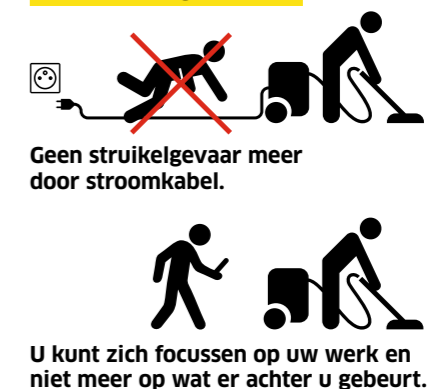 Geen struikelgevaar meer
door stroomkabel.
U kunt zich focussen op uw werk en
niet meer op wat er achter u gebeurt.